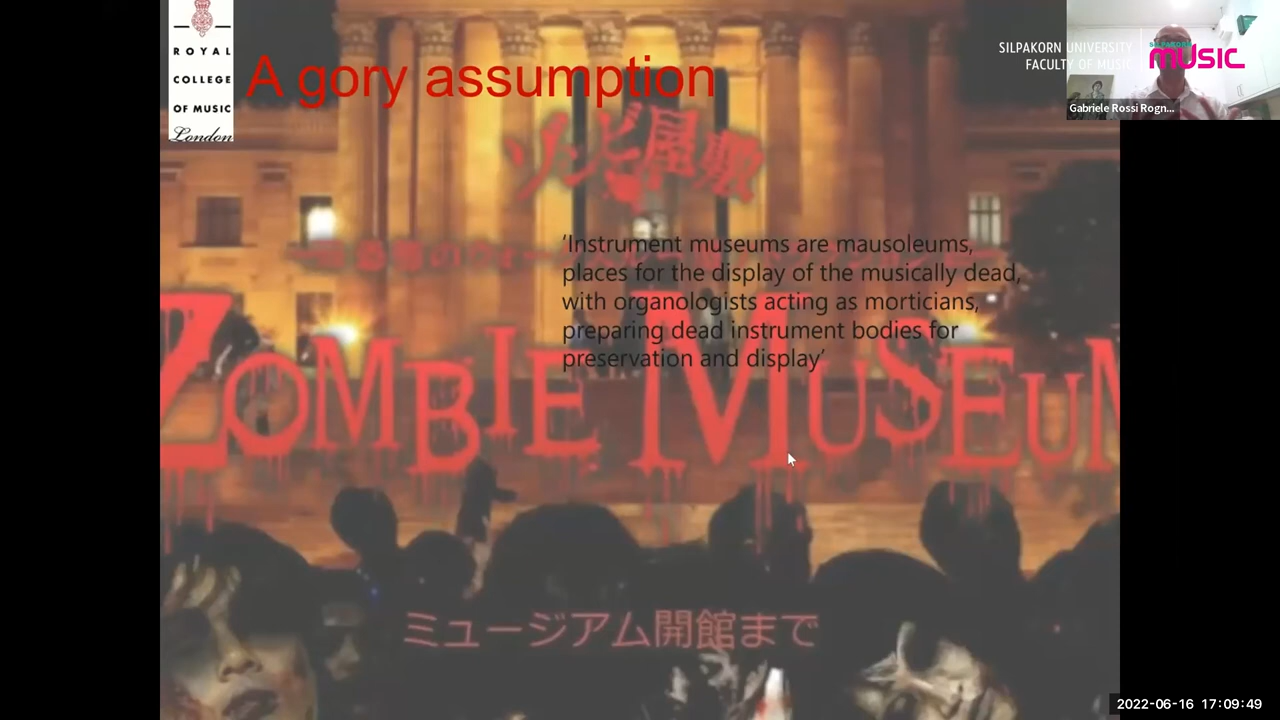 ROYAL
COLLEGE
OF MUSIC
London
A gory assumption
SILPAKORN UNIVERSITY
FACULTY OF MUSIC
SILPAKORN
MUSIC
Gabriele Rossi Rogn...
ゾンビ屋敷
‘Instrument museums are mausoleums,
places for the display of the musically dead,
with organologists acting as morticians,
preparing dead instrument bodies for
preservation and display’
ZOMBIE MUSEUM
ミュージアム開館まで
2022-06-16 17:09:49